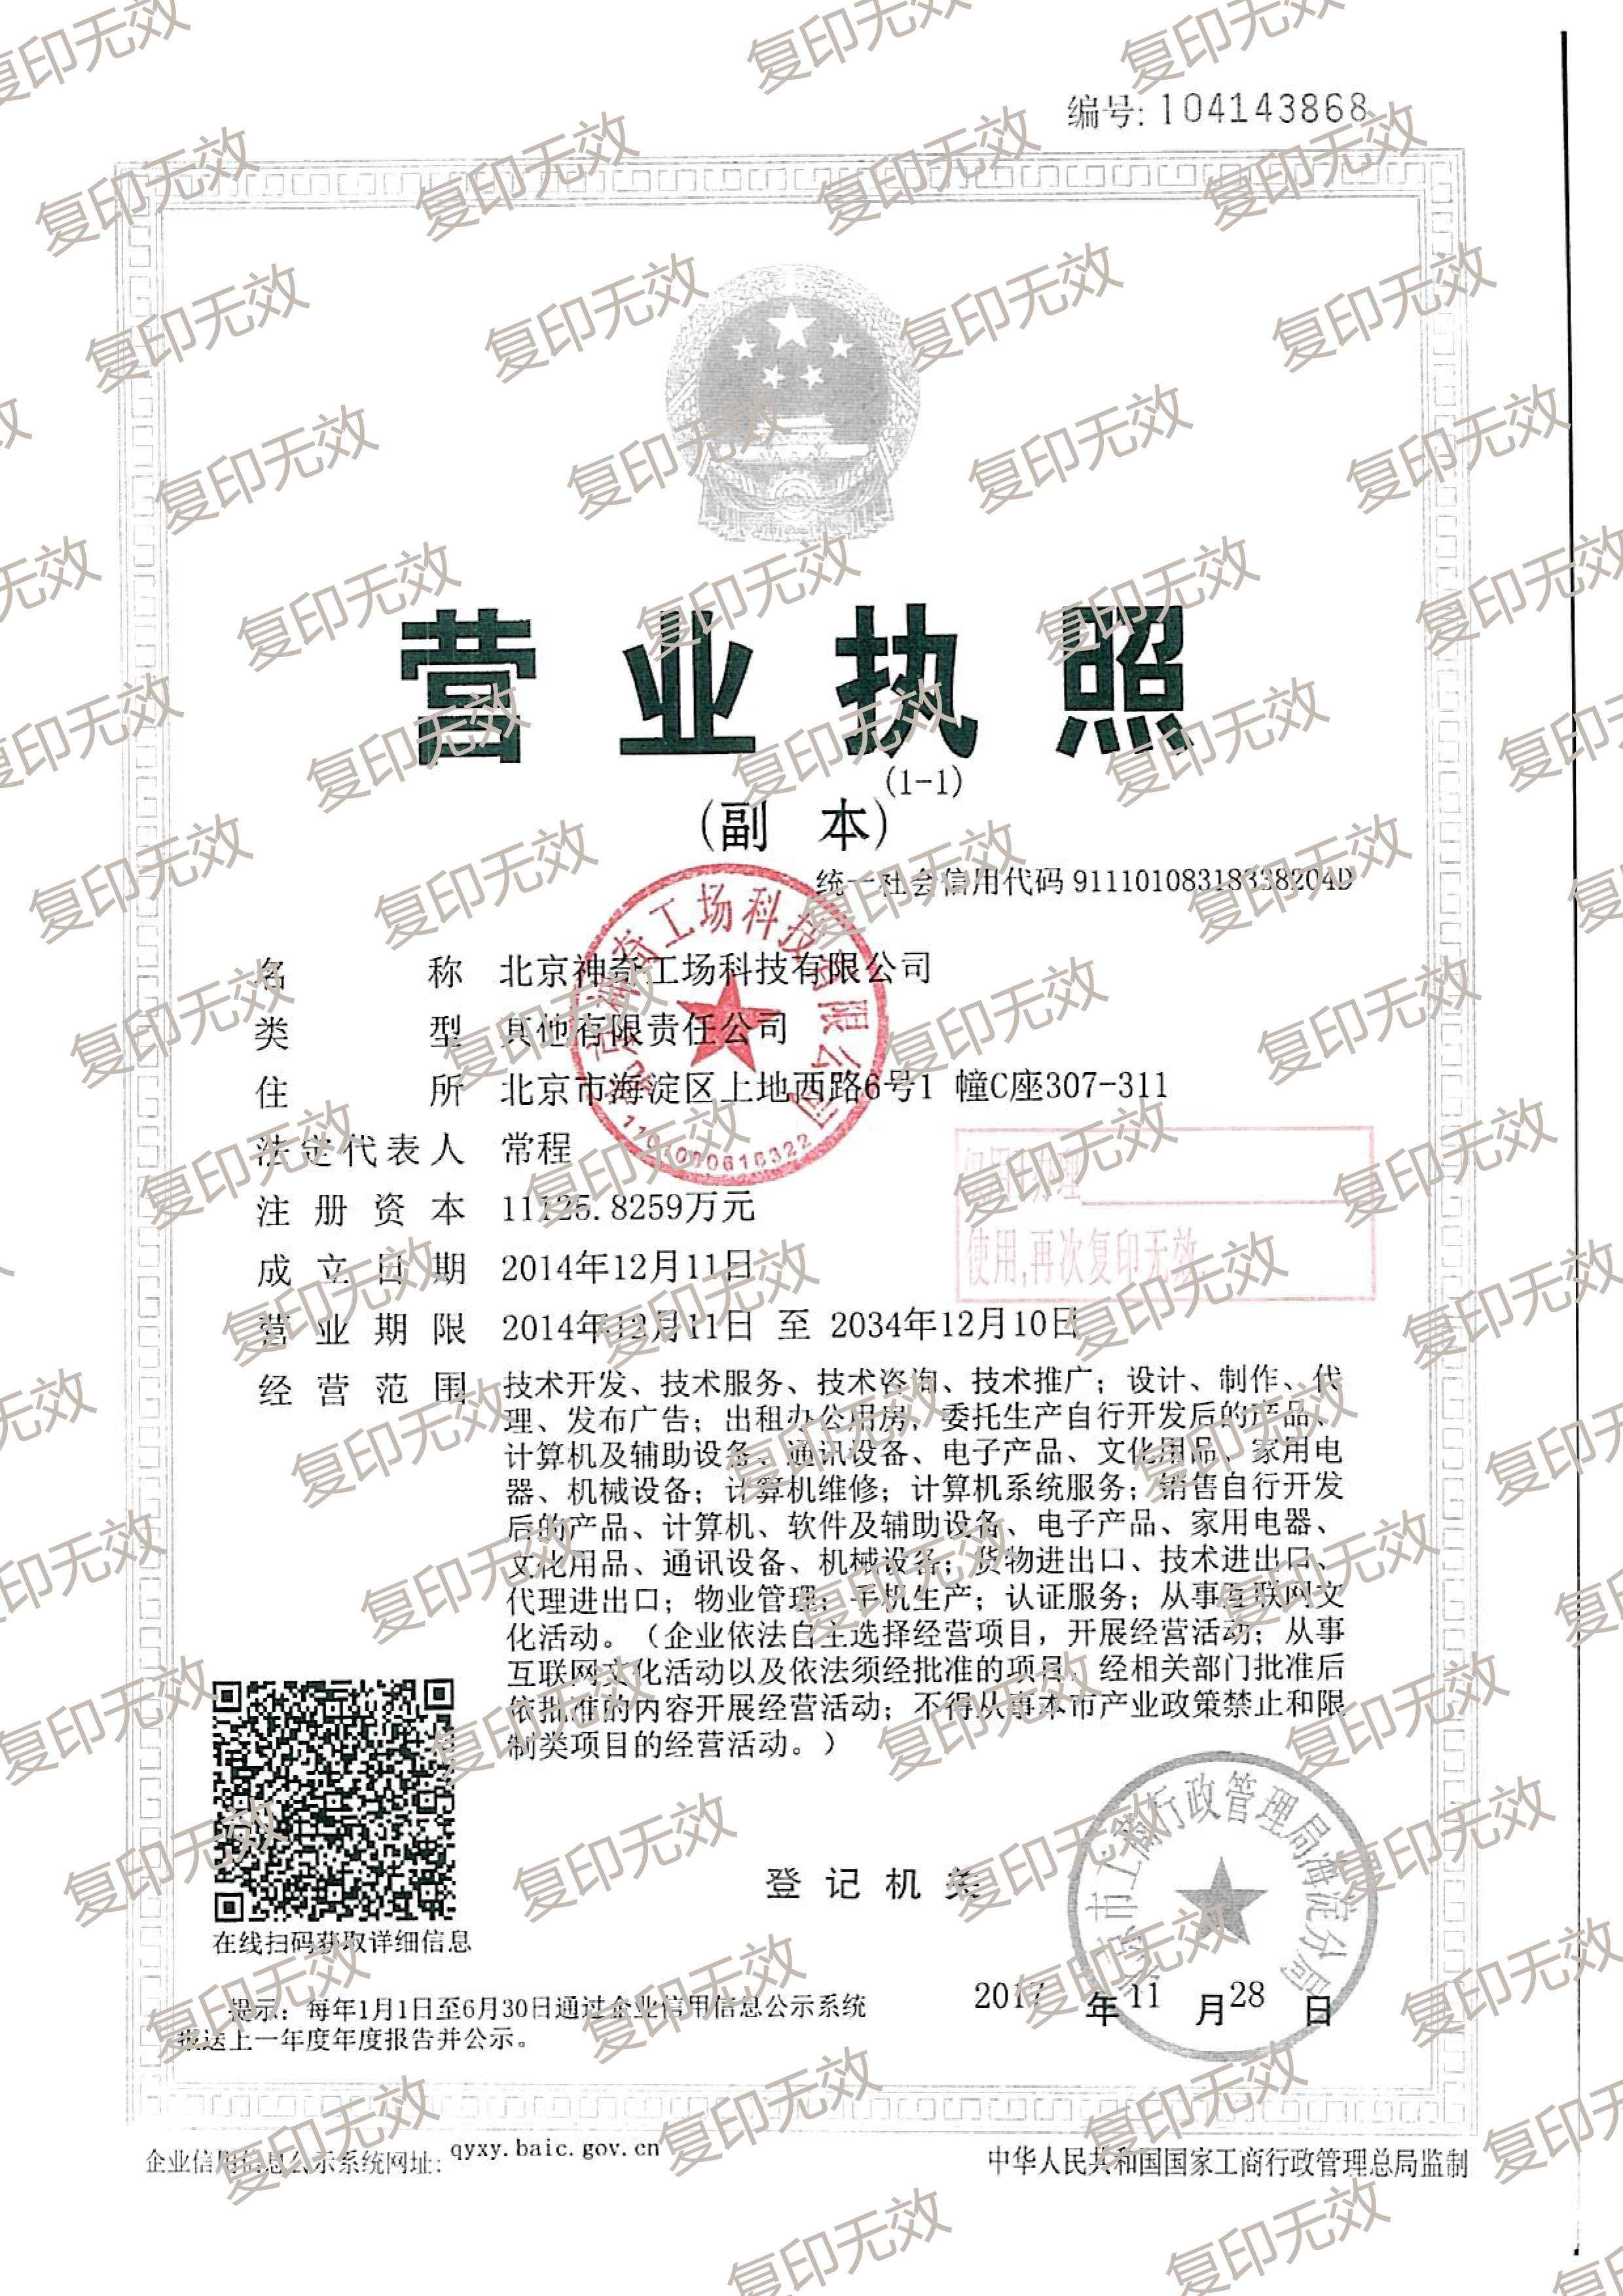 编号: 104143868
营业执照
(副 本)(1-1)
统一社会信用代码 91110108318338204D
名 称 北京神奇工场科技有限公司
类 型 其他有限责任公司
住 所 北京市海淀区上地西路6号1 幢C座307-311
法定代表人 常程
注 册 资 本 11125.8259万元
成 立 日 期 2014年12月11日
营 业 期 限 2014年12月11日 至 2034年12月10日
经 营 范 围 技术开发、技术服务、技术咨询、技术推广；设计、制作、代
理、发布广告；出租办公用房；委托生产自行开发后的产品、
计算机及辅助设备、通讯设备、电子产品、文化用品、家用电
器、机械设备；计算机维修；计算机系统服务；销售自行开发
后的产品、计算机、软件及辅助设备、电子产品、家用电器、
文化用品、通讯设备、机械设备；货物进出口、技术进出口、
代理进出口；物业管理；手机生产；认证服务；从事互联网文
化活动。（企业依法自主选择经营项目，开展经营活动；从事
互联网文化活动以及依法须经批准的项目，经相关部门批准后
依批准的内容开展经营活动；不得从事本市产业政策禁止和限
制类项目的经营活动。）
北京神奇工场科技有限公司
使用,再次复印无效
在线扫码获取详细信息
登 记 机 关
北京市工商行政管理局海淀分局
2017 年 11 月 28 日
提示：每年1月1日至6月30日通过企业信用信息公示系统
报送上一年度年度报告并公示。
企业信用信息公示系统网址: qyxy.baic.gov.cn
中华人民共和国国家工商行政管理总局监制
复印无效